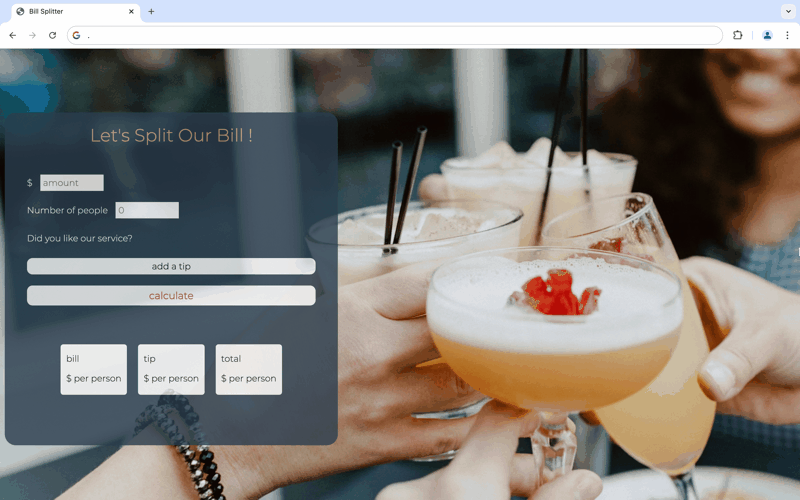 Bill Splitter
.
Let's Split Our Bill !
$ amount
Number of people 0
Did you like our service?
add a tip
calculate
bill
$ per person
tip
$ per person
total
$ per person